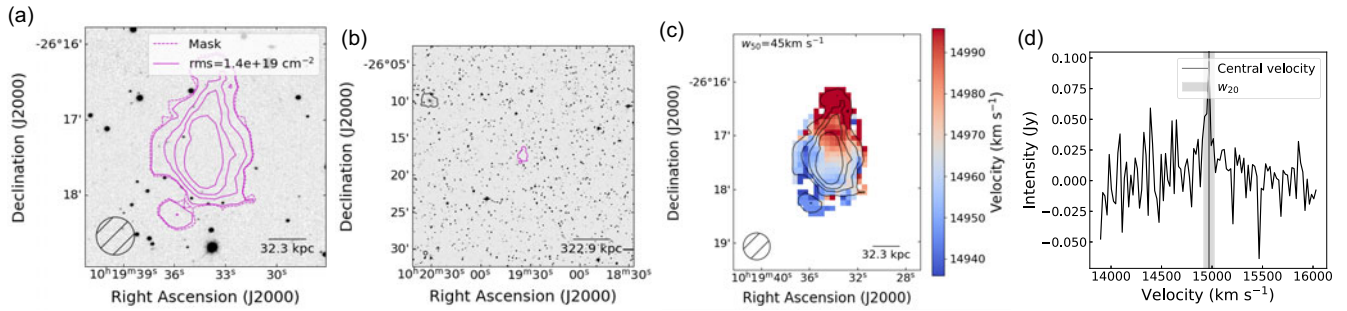 (a)
-26°16'
17'
18'
Declination (J2000)
Mask
rms=1.4e+19 cm⁻²
32.3 kpc
10ʰ19ᵐ39ˢ
36ˢ
33ˢ
30ˢ
Right Ascension (J2000)
(b)
-26°05'
10'
15'
20'
25'
30'
Declination (J2000)
322.9 kpc
10ʰ20ᵐ30ˢ
00ˢ
19ᵐ30ˢ
00ˢ
18ᵐ30ˢ
Right Ascension (J2000)
(c)
w₅₀=45km s⁻¹
-26°16'
17'
18'
19'
Declination (J2000)
32.3 kpc
10ʰ19ᵐ40ˢ
36ˢ
32ˢ
28ˢ
Right Ascension (J2000)
14990
14980
14970
14960
14950
14940
Velocity (km s⁻¹)
(d)
0.100
0.075
0.050
0.025
0.000
−0.025
−0.050
Intensity (Jy)
Central velocity
w₂₀
14000
14500
15000
15500
16000
Velocity (km s⁻¹)